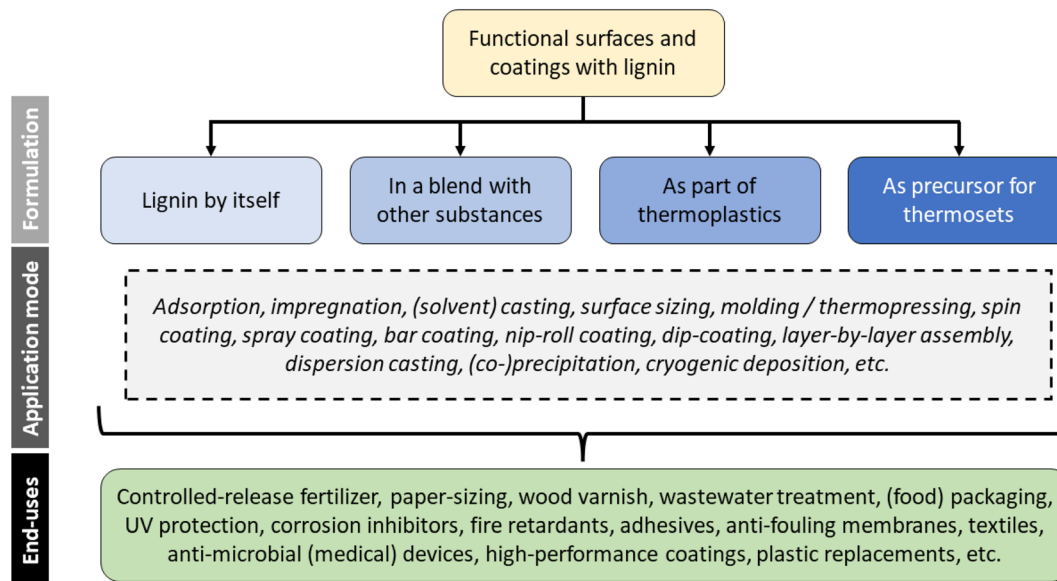 Functional surfaces and
coatings with lignin
Formulation
Lignin by itself
In a blend with
other substances
As part of
thermoplastics
As precursor for
thermosets
Application mode
Adsorption, impregnation, (solvent) casting, surface sizing, molding / thermopressing, spin
coating, spray coating, bar coating, nip-roll coating, dip-coating, layer-by-layer assembly,
dispersion casting, (co-)precipitation, cryogenic deposition, etc.
End-uses
Controlled-release fertilizer, paper-sizing, wood varnish, wastewater treatment, (food) packaging,
UV protection, corrosion inhibitors, fire retardants, adhesives, anti-fouling membranes, textiles,
anti-microbial (medical) devices, high-performance coatings, plastic replacements, etc.